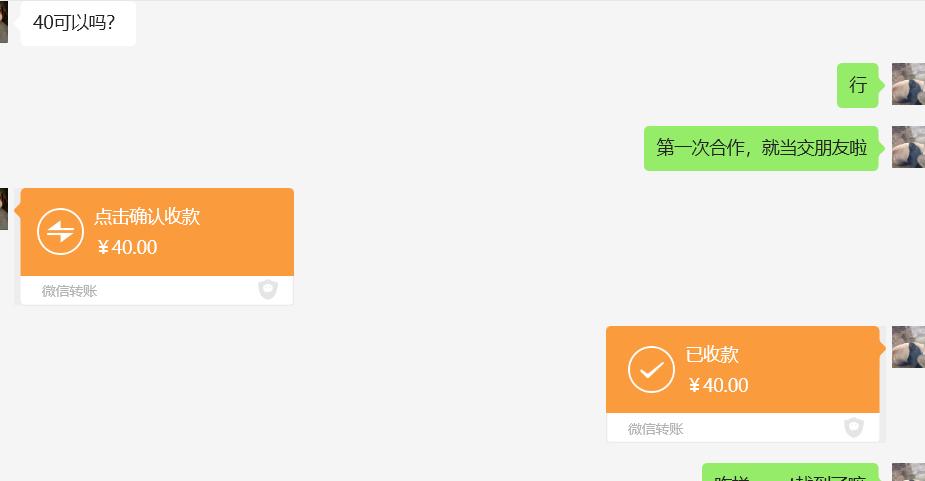 40可以吗?
行
第一次合作，就当交朋友啦
点击确认收款
￥40.00
微信转账
已收款
￥40.00
微信转账